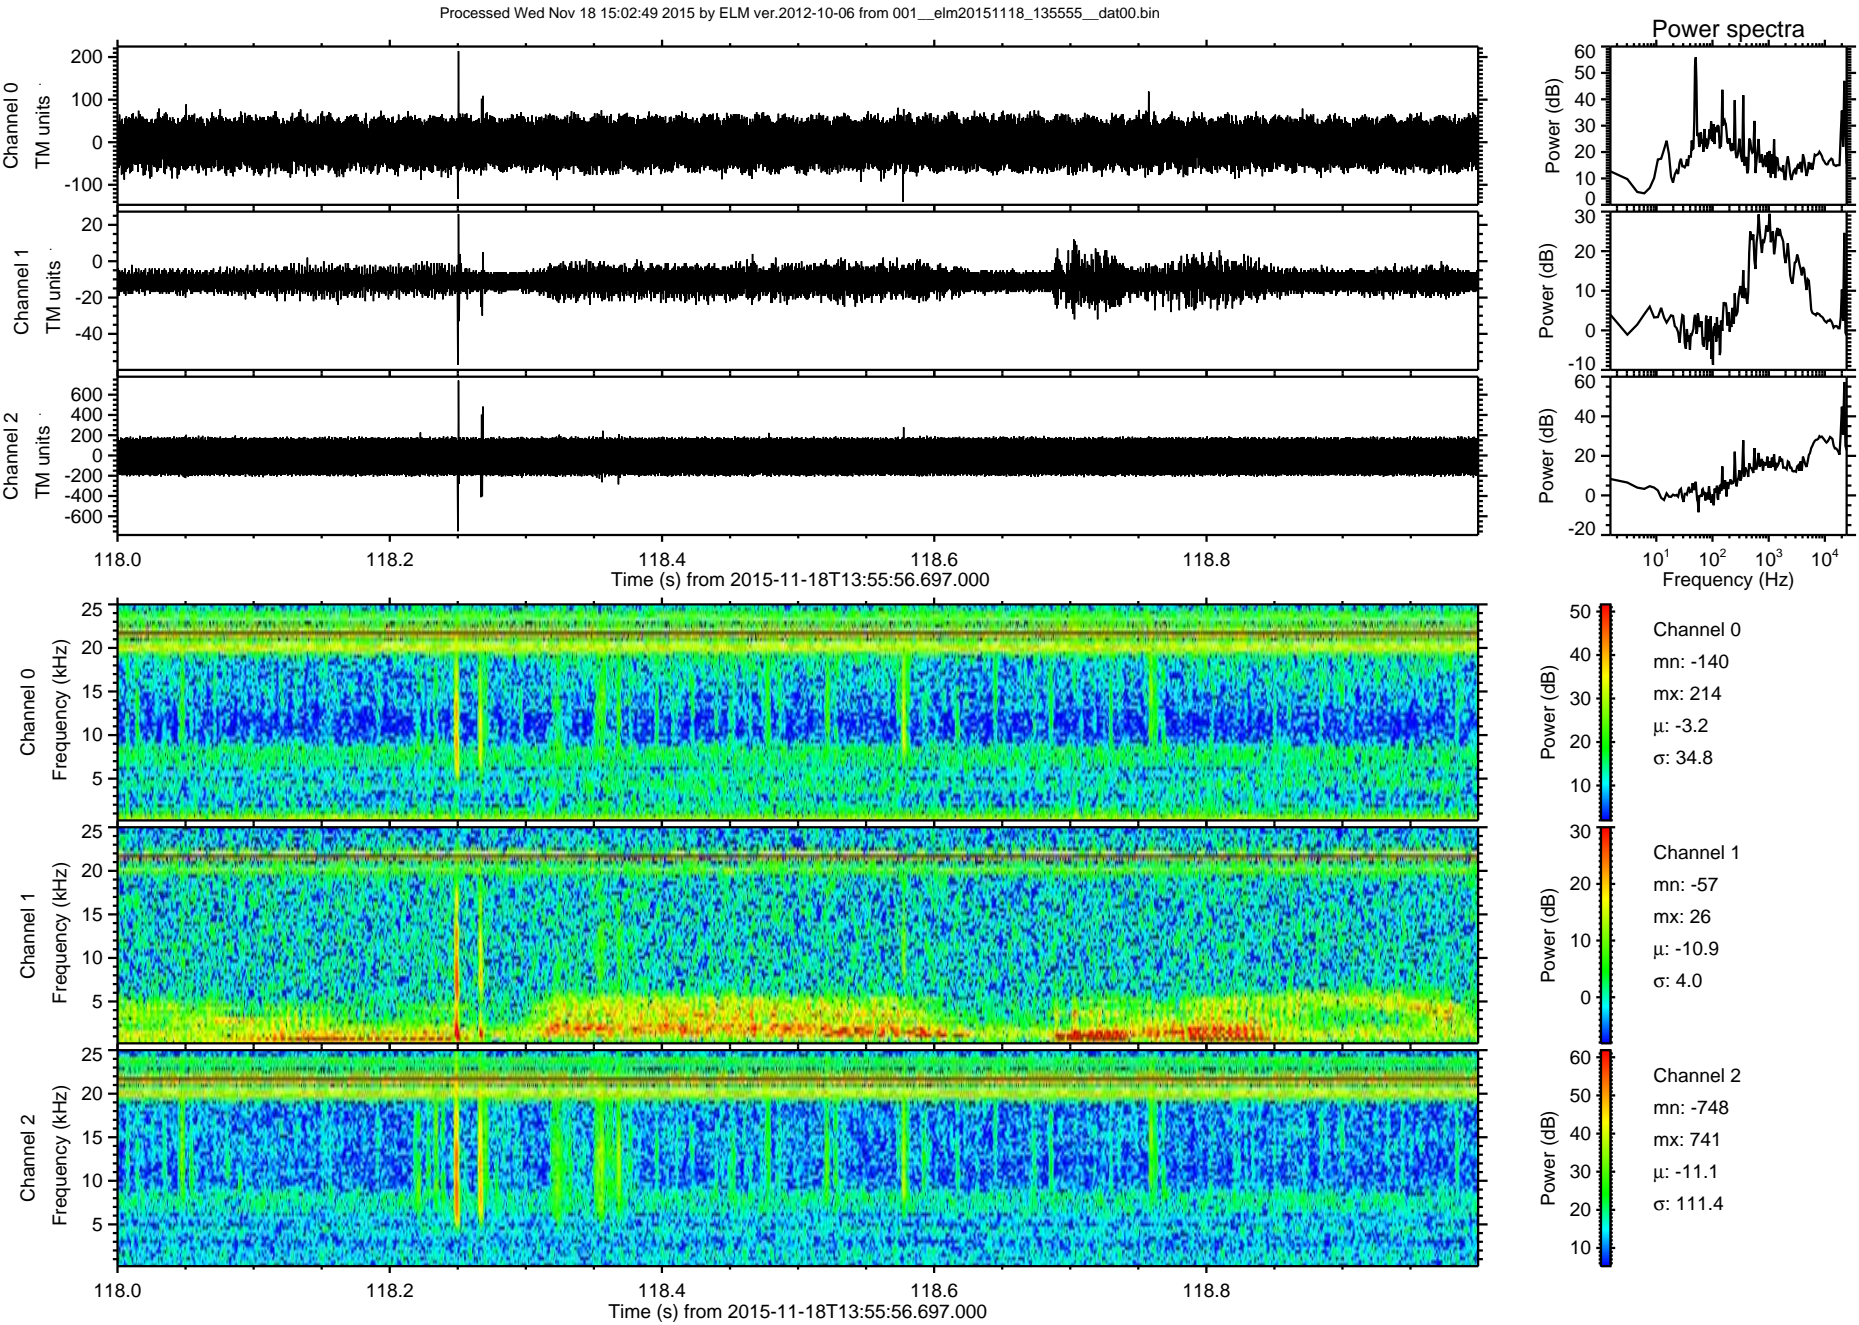 Processed Wed Nov 18 15:02:49 2015 by ELM ver.2012-10-06 from 001__elm20151118_135555__dat00.bin
Power spectra
Channel 0
TM units
200
100
0
-100
Power (dB)
60
50
40
30
20
10
0
Channel 1
TM units
20
0
-20
-40
Power (dB)
30
20
10
0
-10
Channel 2
TM units
600
400
200
0
-200
-400
-600
Power (dB)
60
40
20
0
-20
118.0 118.2 118.4 118.6 118.8
Time (s) from 2015-11-18T13:55:56.697.000
10^1 10^2 10^3 10^4
Frequency (Hz)
Channel 0
Frequency (kHz)
25
20
15
10
5
Power (dB)
50
40
30
20
10
Channel 0
mn: -140
mx: 214
μ: -3.2
σ: 34.8
Channel 1
Frequency (kHz)
25
20
15
10
5
Power (dB)
30
20
10
0
Channel 1
mn: -57
mx: 26
μ: -10.9
σ: 4.0
Channel 2
Frequency (kHz)
25
20
15
10
5
Power (dB)
60
50
40
30
20
10
Channel 2
mn: -748
mx: 741
μ: -11.1
σ: 111.4
118.0 118.2 118.4 118.6 118.8
Time (s) from 2015-11-18T13:55:56.697.000